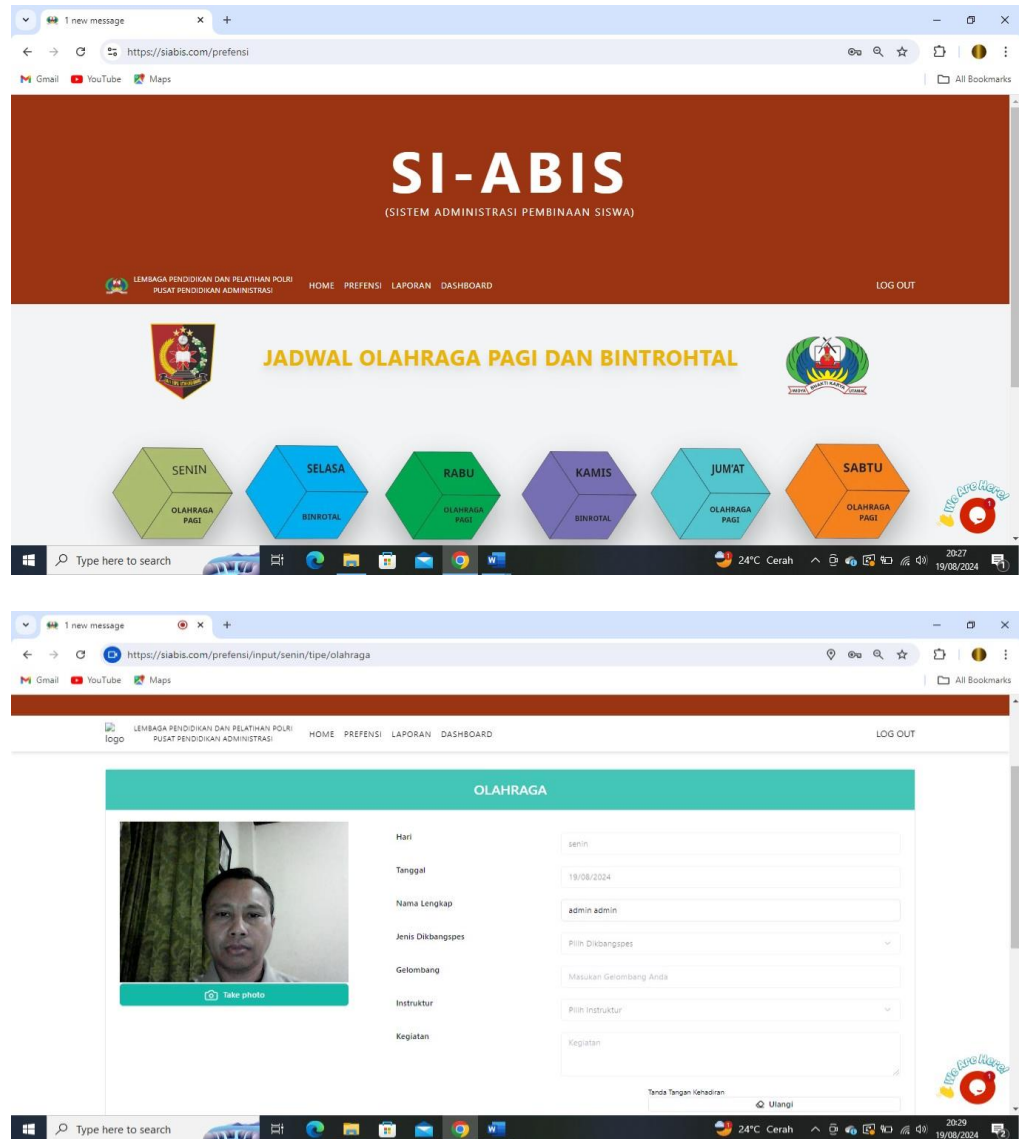 1 new message
https://siabis.com/prefensi
Gmail YouTube Maps All Bookmarks
SI-ABIS
(SISTEM ADMINISTRASI PEMBINAAN SISWA)
LEMBAGA PENDIDIKAN DAN PELATIHAN POLRI
PUSAT PENDIDIKAN ADMINISTRASI
HOME PREFENSI LAPORAN DASHBOARD LOG OUT
JADWAL OLAHRAGA PAGI DAN BINTROHTAL
SENIN
OLAHRAGA
PAGI
SELASA
BINROTAL
RABU
OLAHRAGA
PAGI
KAMIS
BINROTAL
JUM'AT
OLAHRAGA
PAGI
SABTU
OLAHRAGA
PAGI
We Are Here!
1
Type here to search
24°C Cerah
20:27
19/08/2024
1 new message
https://siabis.com/prefensi/input/senin/tipe/olahraga
Gmail YouTube Maps All Bookmarks
logo
LEMBAGA PENDIDIKAN DAN PELATIHAN POLRI
PUSAT PENDIDIKAN ADMINISTRASI
HOME PREFENSI LAPORAN DASHBOARD LOG OUT
OLAHRAGA
Hari senin
Tanggal 19/08/2024
Nama Lengkap admin admin
Jenis Dikbangspes Pilih Dikbangspes
Gelombang Masukan Gelombang Anda
Take photo
Instruktur Pilih Instruktur
Kegiatan Kegiatan
Tanda Tangan Kehadiran
Ulangi
We Are Here!
1
Type here to search
24°C Cerah
20:29
19/08/2024